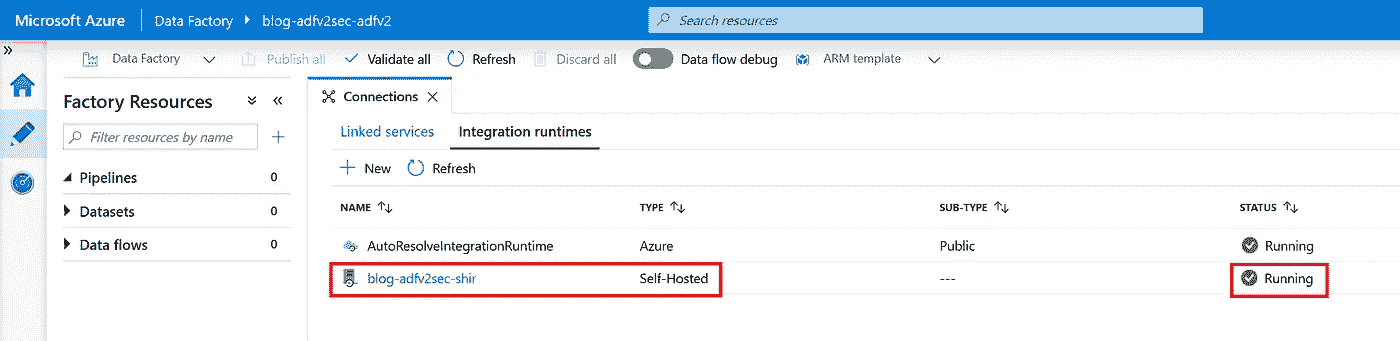 Microsoft Azure Data Factory blog-adfv2sec-adfv2 Search resources
» Data Factory Publish all Validate all Refresh Discard all Data flow debug ARM template
Factory Resources
Filter resources by name
Pipelines 0
Datasets 0
Data flows 0
Connections
Linked services Integration runtimes
New Refresh
NAME TYPE SUB-TYPE STATUS
AutoResolveIntegrationRuntime Azure Public Running
blog-adfv2sec-shir Self-Hosted --- Running